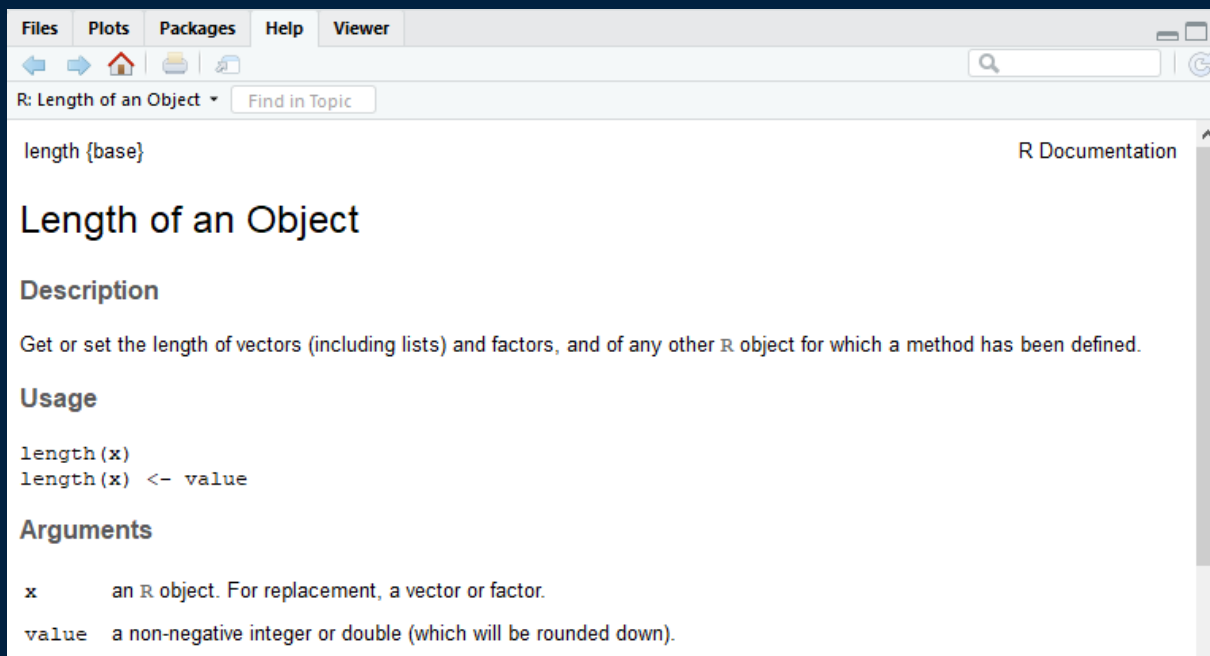 Files Plots Packages Help Viewer
R: Length of an Object Find in Topic
length {base} R Documentation
Length of an Object
Description
Get or set the length of vectors (including lists) and factors, and of any other R object for which a method has been defined.
Usage
length(x)
length(x) <- value
Arguments
x an R object. For replacement, a vector or factor.
value a non-negative integer or double (which will be rounded down).